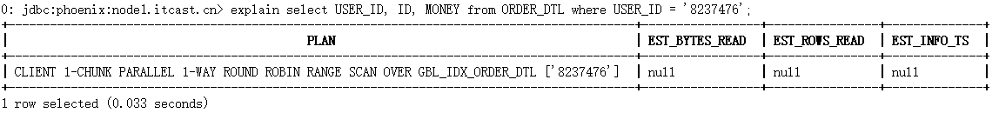 0: jdbc:phoenix:node1.itcast.cn> explain select USER_ID, ID, MONEY from ORDER_DTL where USER_ID = '8237476';
PLAN EST_BYTES_READ EST_ROWS_READ EST_INFO_TS
CLIENT 1-CHUNK PARALLEL 1-WAY ROUND ROBIN RANGE SCAN OVER GBL_IDX_ORDER_DTL ['8237476'] null null null
1 row selected (0.033 seconds)